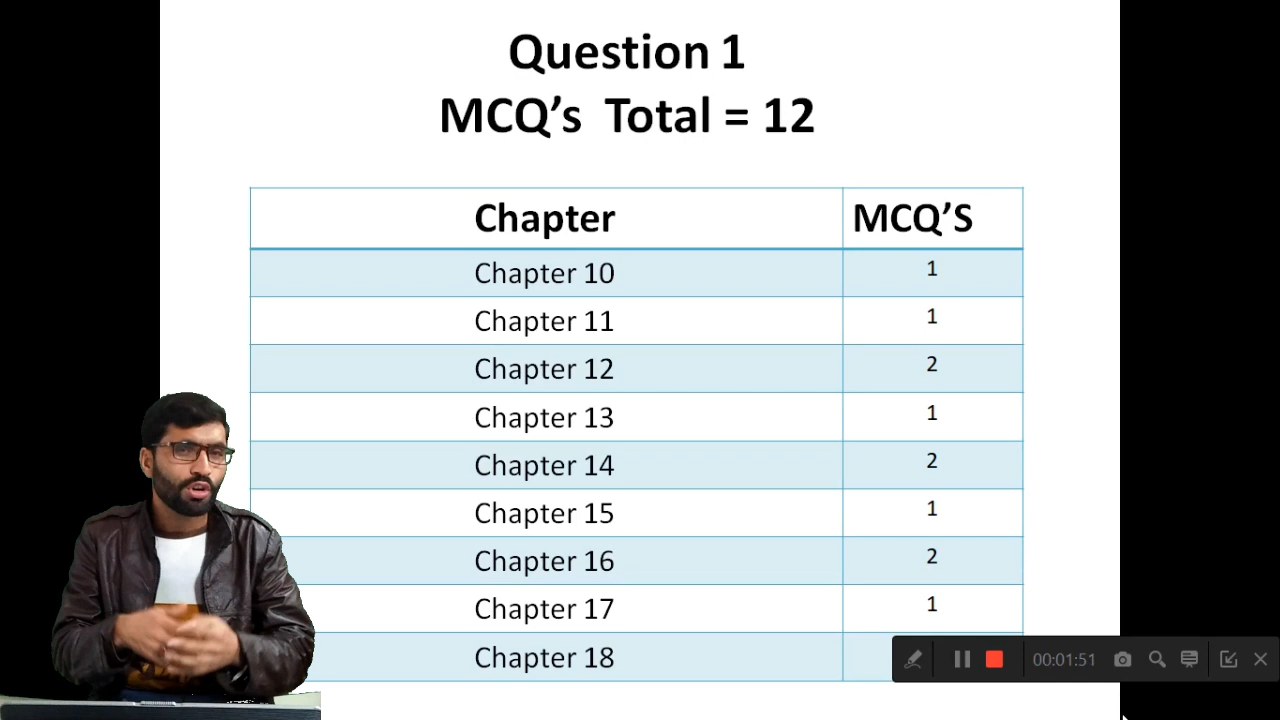 Question 1
MCQ’s Total = 12
Chapter MCQ’S
Chapter 10 1
Chapter 11 1
Chapter 12 2
Chapter 13 1
Chapter 14 2
Chapter 15 1
Chapter 16 2
Chapter 17 1
Chapter 18
00:01:51